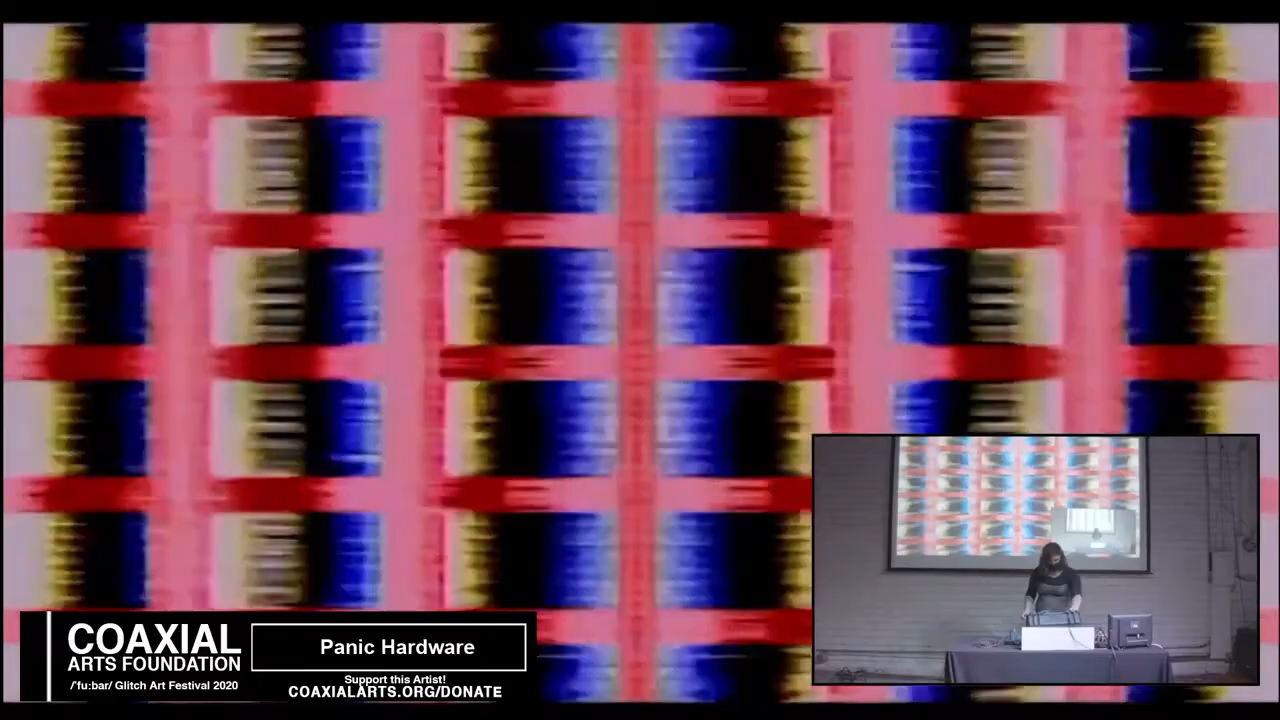 COAXIAL
ARTS FOUNDATION
/'fu:bar/ Glitch Art Festival 2020
Panic Hardware
Support this Artist!
COAXIALARTS.ORG/DONATE